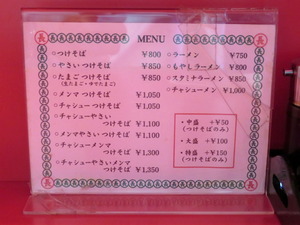 MENU
○つけそば ¥800
○やさいつけそば ¥850
○たまごつけそば ¥850
○メンマつけそば ¥1,050
○チャシューつけそば ¥1,050
○チャシューやさい
つけそば ¥1,100
○メンマやさいつけそば ¥1,100
○チャシューメンマ
つけそば ¥1,300
○チャシューやさいメンマ
つけそば ¥1,350
○ラーメン ¥750
○もやしラーメン ¥800
○スタミナラーメン ¥850
○チャシューメン ¥1,000
・中盛 +¥50
(つけそばのみ)
・大盛 +¥100
・特盛 +¥150
(つけそばのみ)